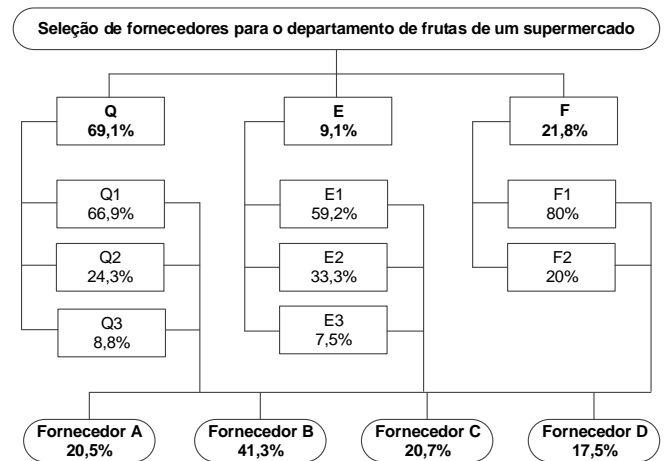 Seleção de fornecedores para o departamento de frutas de um supermercado
Q
69,1%
E
9,1%
F
21,8%
Q1
66,9%
E1
59,2%
F1
80%
Q2
24,3%
E2
33,3%
F2
20%
Q3
8,8%
E3
7,5%
Fornecedor A
20,5%
Fornecedor B
41,3%
Fornecedor C
20,7%
Fornecedor D
17,5%